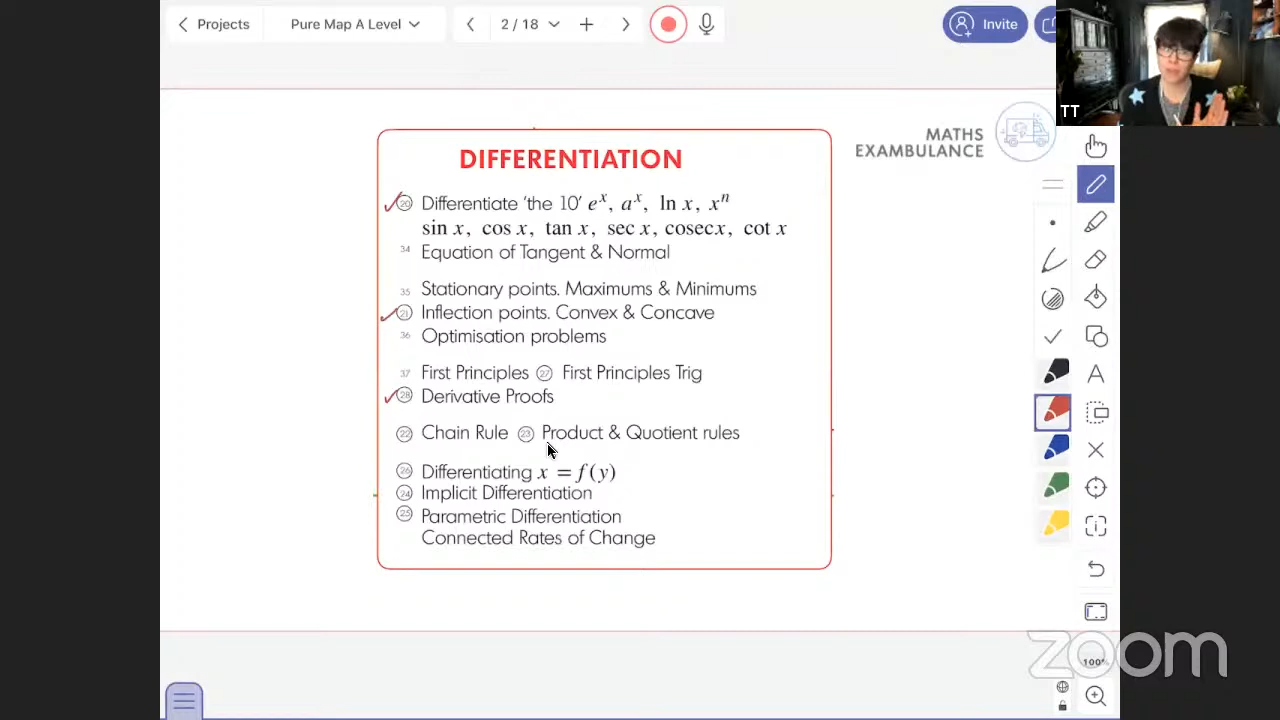 Projects Pure Map A Level 2 / 18 Invite
TT
MATHS
EXAMBULANCE
DIFFERENTIATION
20 Differentiate 'the 10' eˣ, aˣ, ln x, xⁿ
sin x, cos x, tan x, sec x, cosecx, cot x
34 Equation of Tangent & Normal
35 Stationary points. Maximums & Minimums
21 Inflection points. Convex & Concave
36 Optimisation problems
37 First Principles 27 First Principles Trig
28 Derivative Proofs
22 Chain Rule 23 Product & Quotient rules
26 Differentiating x = f(y)
24 Implicit Differentiation
25 Parametric Differentiation
Connected Rates of Change
A
zoom
100%